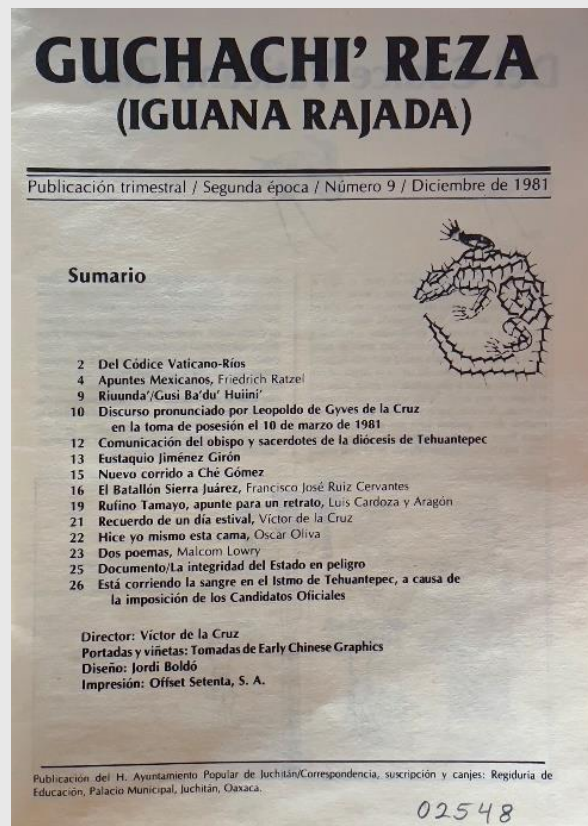 GUCHACHI' REZA
(IGUANA RAJADA)
Publicación trimestral / Segunda época / Número 9 / Diciembre de 1981
Sumario
2 Del Códice Vaticano-Ríos
4 Apuntes Mexicanos, Friedrich Ratzel
9 Riuunda'/Gusi Ba'du' Huiini'
10 Discurso pronunciado por Leopoldo de Gyves de la Cruz
en la toma de posesión el 10 de marzo de 1981
12 Comunicación del obispo y sacerdotes de la diócesis de Tehuantepec
13 Eustaquio Jiménez Girón
15 Nuevo corrido a Ché Gómez
16 El Batallón Sierra Juárez, Francisco José Ruiz Cervantes
19 Rufino Tamayo, apunte para un retrato, Luis Cardoza y Aragón
21 Recuerdo de un día estival, Víctor de la Cruz
22 Hice yo mismo esta cama, Oscar Oliva
23 Dos poemas, Malcom Lowry
25 Documento/La integridad del Estado en peligro
26 Está corriendo la sangre en el Istmo de Tehuantepec, a causa de
la imposición de los Candidatos Oficiales
Director: Víctor de la Cruz
Portadas y viñetas: Tomadas de Early Chinese Graphics
Diseño: Jordi Boldó
Impresión: Offset Setenta, S. A.
Publicación del H. Ayuntamiento Popular de Juchitán/Correspondencia, suscripción y canjes: Regiduría de
Educación, Palacio Municipal, Juchitán, Oaxaca.
02548